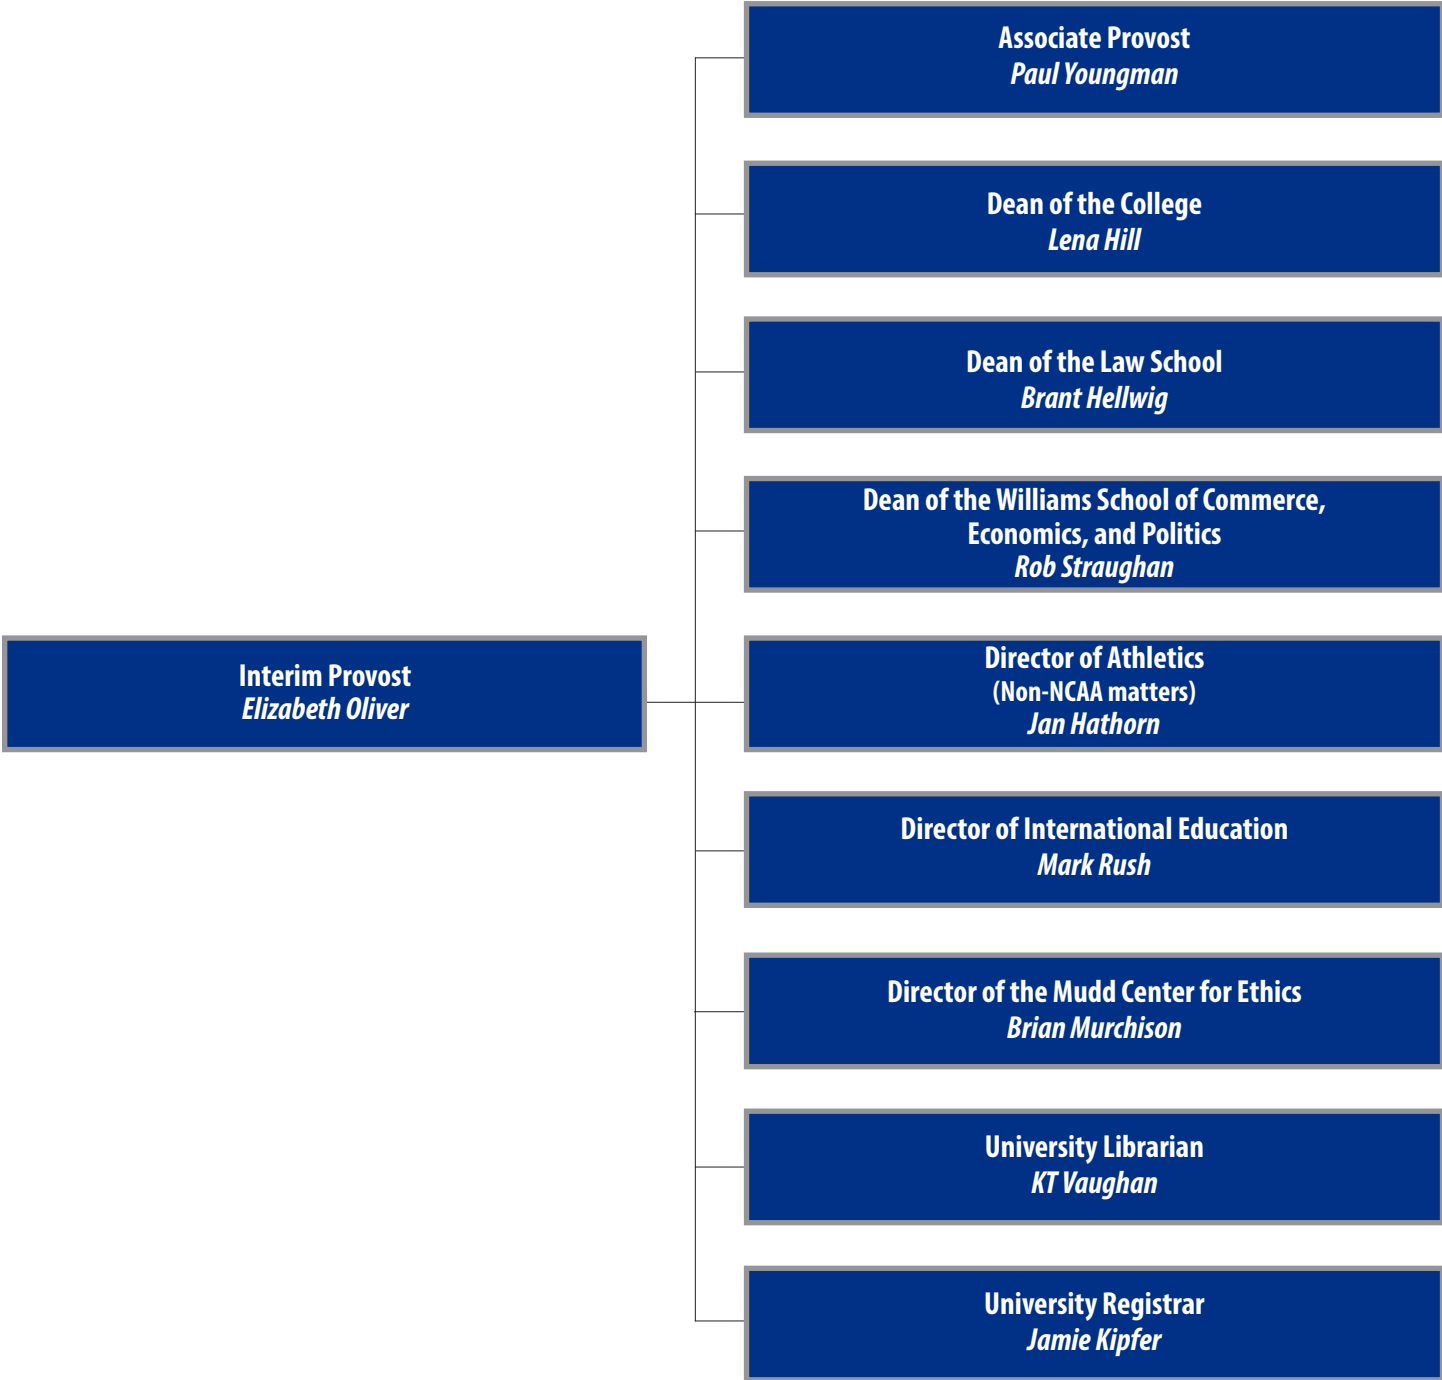 Associate Provost
Paul Youngman
Dean of the College
Lena Hill
Dean of the Law School
Brant Hellwig
Dean of the Williams School of Commerce,
Economics, and Politics
Rob Straughan
Interim Provost
Elizabeth Oliver
Director of Athletics
(Non-NCAA matters)
Jan Hathorn
Director of International Education
Mark Rush
Director of the Mudd Center for Ethics
Brian Murchison
University Librarian
KT Vaughan
University Registrar
Jamie Kipfer